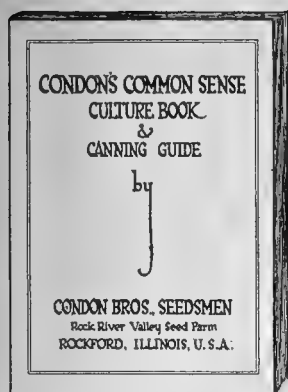 CONDON'S COMMON SENSE
CULTURE BOOK
&
CANNING GUIDE
by
CONDON BROS., SEEDSMEN
Rock River Valley Seed Farm
ROCKFORD, ILLINOIS, U.S.A.